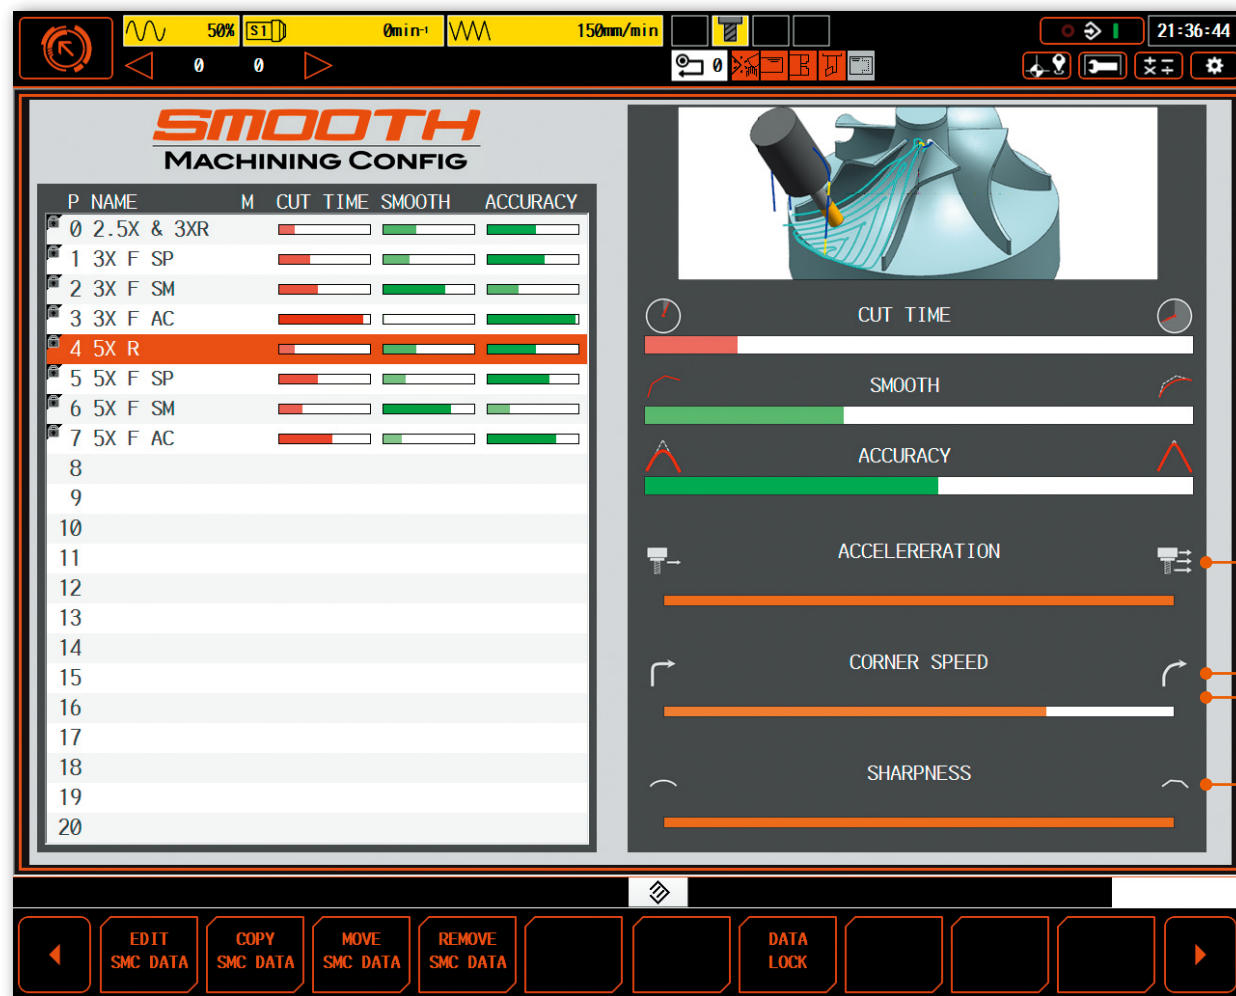 50% S1 0min-1 150mm/min 21:36:44
0 0 0
SMOOTH
MACHINING CONFIG
P NAME M CUT TIME SMOOTH ACCURACY
0 2.5X & 3XR
1 3X F SP
2 3X F SM
3 3X F AC
4 5X R
5 5X F SP
6 5X F SM
7 5X F AC
8
9
10
11
12
13
14
15
16
17
18
19
20
CUT TIME
SMOOTH
ACCURACY
ACCELERERATION
CORNER SPEED
SHARPNESS
EDIT
SMC DATA
COPY
SMC DATA
MOVE
SMC DATA
REMOVE
SMC DATA
DATA
LOCK